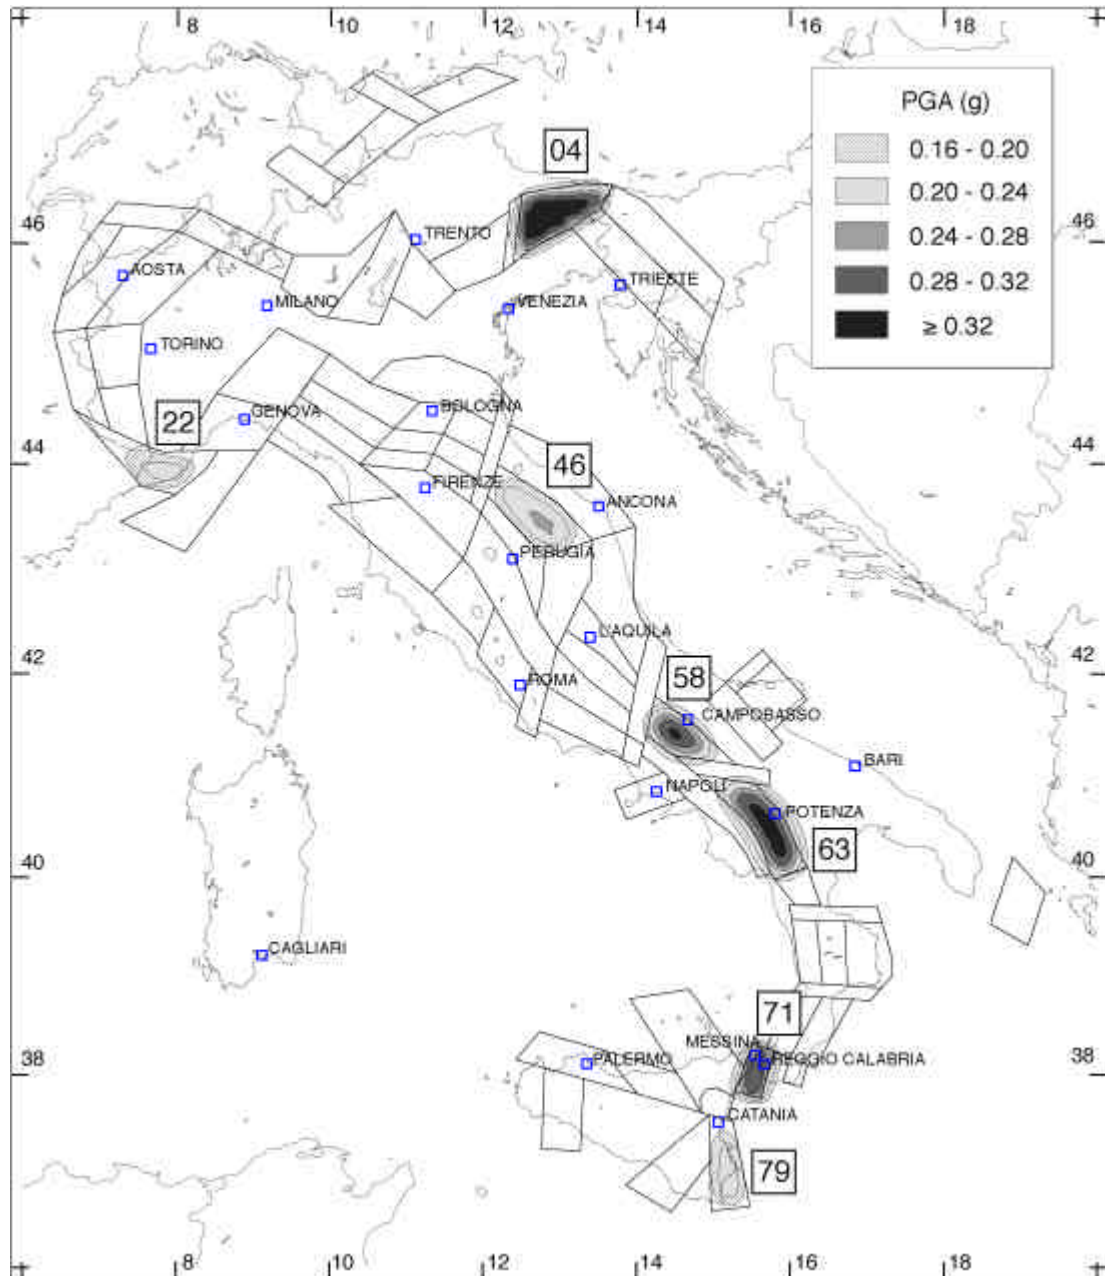 8 10 12 14 16 18
PGA (g)
0.16 - 0.20
0.20 - 0.24
0.24 - 0.28
0.28 - 0.32
≥ 0.32
04
46 46
TRENTO
AOSTA
TRIESTE
MILANO
VENEZIA
TORINO
22
GENOVA
BOLOGNA
44 44
46
FIRENZE
ANCONA
PERUGIA
L'AQUILA
42 42
58
ROMA
CAMPOBASSO
BARI
NAPOLI
POTENZA
63
40 40
CAGLIARI
71
MESSINA
38 38
PALERMO
REGGIO CALABRIA
CATANIA
79
8 10 12 14 16 18